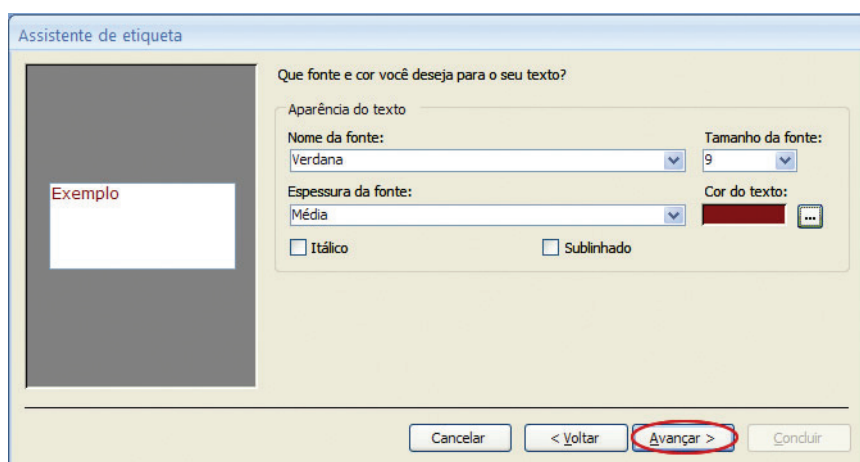 Assistente de etiqueta
Que fonte e cor você deseja para o seu texto?
Aparência do texto
Nome da fonte:
Tamanho da fonte:
Verdana
9
Exemplo
Espessura da fonte:
Cor do texto:
Média
...
Itálico
Sublinhado
Cancelar
< Voltar
Avançar >
Concluir